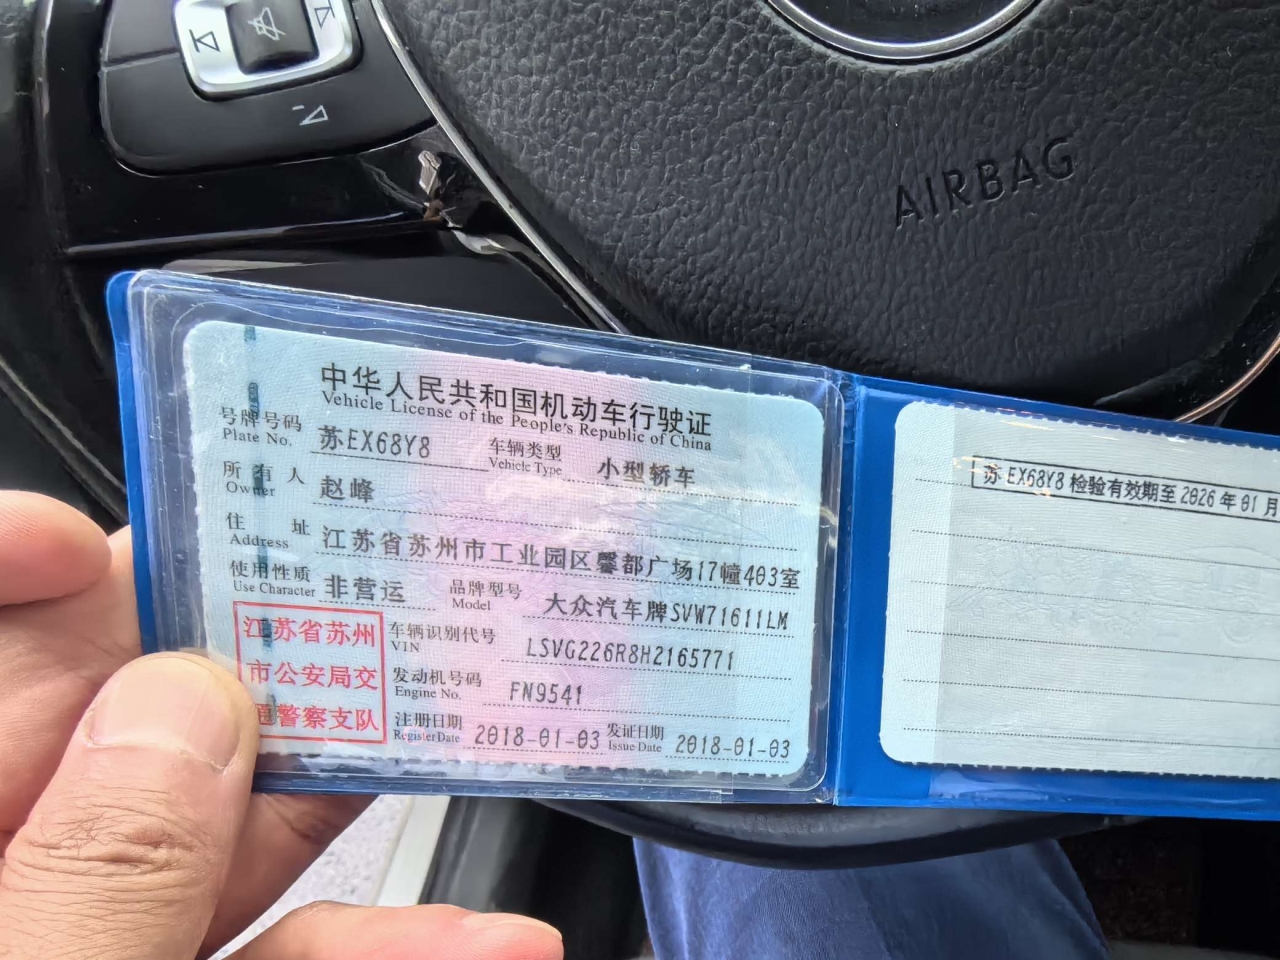 AIRBAG
中华人民共和国机动车行驶证
Vehicle License of the People's Republic of China
号牌号码 苏EX68Y8 车辆类型 小型轿车
Plate No. Vehicle Type
所有人 赵峰
Owner
住址 江苏省苏州市工业园区馨都广场17幢403室
Address
使用性质 非营运 品牌型号 大众汽车牌SVW71611LM
Use Character Model
江苏省苏州
市公安局交
通警察支队
车辆识别代号 LSVG226R8H2165771
VIN
发动机号码 FN9541
Engine No.
注册日期 2018-01-03 发证日期 2018-01-03
Register Date Issue Date
苏EX68Y8检验有效期至2026年01月